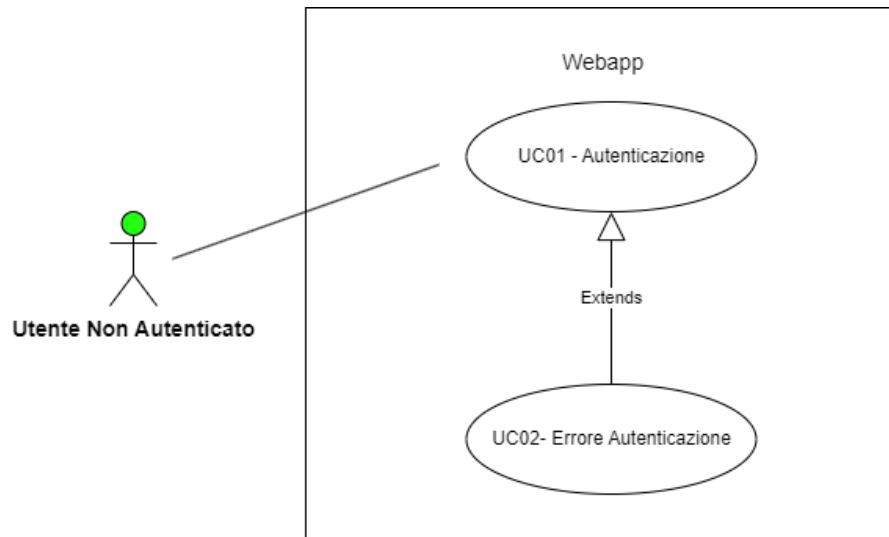 Webapp
UC01 - Autenticazione
Utente Non Autenticato
Extends
UC02- Errore Autenticazione